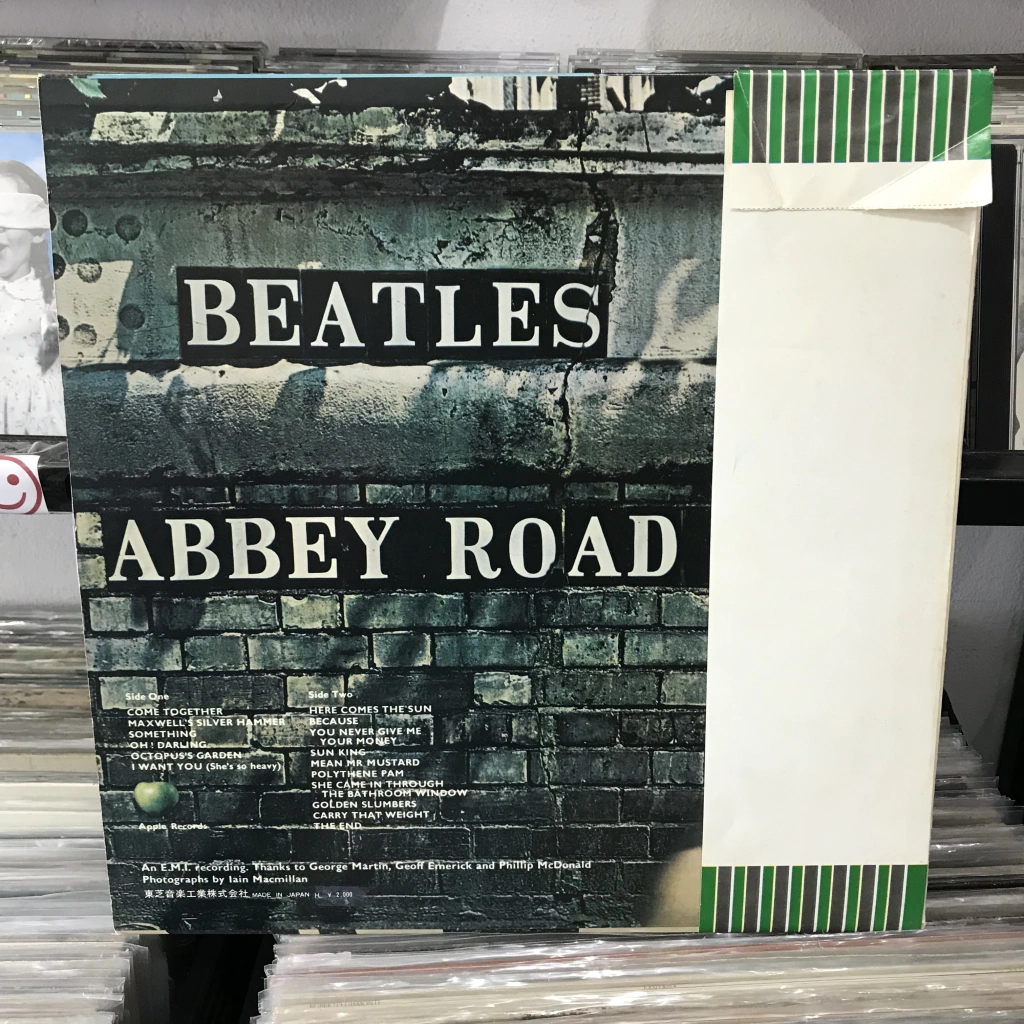 BEATLES
ABBEY ROAD
Side One
COME TOGETHER
MAXWELL'S SILVER HAMMER
SOMETHING
OH! DARLING
OCTOPUS'S GARDEN
I WANT YOU (She's so heavy)
Apple Records
Side Two
HERE COMES THE SUN
BECAUSE
YOU NEVER GIVE ME
YOUR MONEY
SUN KING
MEAN MR MUSTARD
POLYTHENE PAM
SHE CAME IN THROUGH
THE BATHROOM WINDOW
GOLDEN SLUMBERS
CARRY THAT WEIGHT
THE END
An E.M.I. recording. Thanks to George Martin, Geoff Emerick and Phillip McDonald
Photographs by Iain Macmillan
東芝音楽工業株式会社 MADE IN JAPAN H. ¥2,000